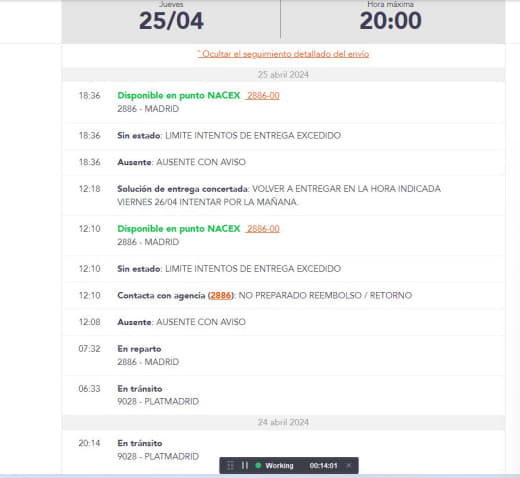 Jueves
25/04
Hora máxima
20:00
ˆ Ocultar el seguimiento detallado del envío
25 abril 2024
18:36 Disponible en punto NACEX 2886-00
2886 - MADRID
18:36 Sin estado: LIMITE INTENTOS DE ENTREGA EXCEDIDO
18:36 Ausente: AUSENTE CON AVISO
12:18 Solución de entrega concertada: VOLVER A ENTREGAR EN LA HORA INDICADA
VIERNES 26/04 INTENTAR POR LA MAÑANA.
12:10 Disponible en punto NACEX 2886-00
2886 - MADRID
12:10 Sin estado: LIMITE INTENTOS DE ENTREGA EXCEDIDO
12:10 Contacta con agencia (2886): NO PREPARADO REEMBOLSO / RETORNO
12:08 Ausente: AUSENTE CON AVISO
07:32 En reparto
2886 - MADRID
06:33 En tránsito
9028 - PLATMADRID
24 abril 2024
20:14 En tránsito
9028 - PLATMADRID
Working 00:14:01